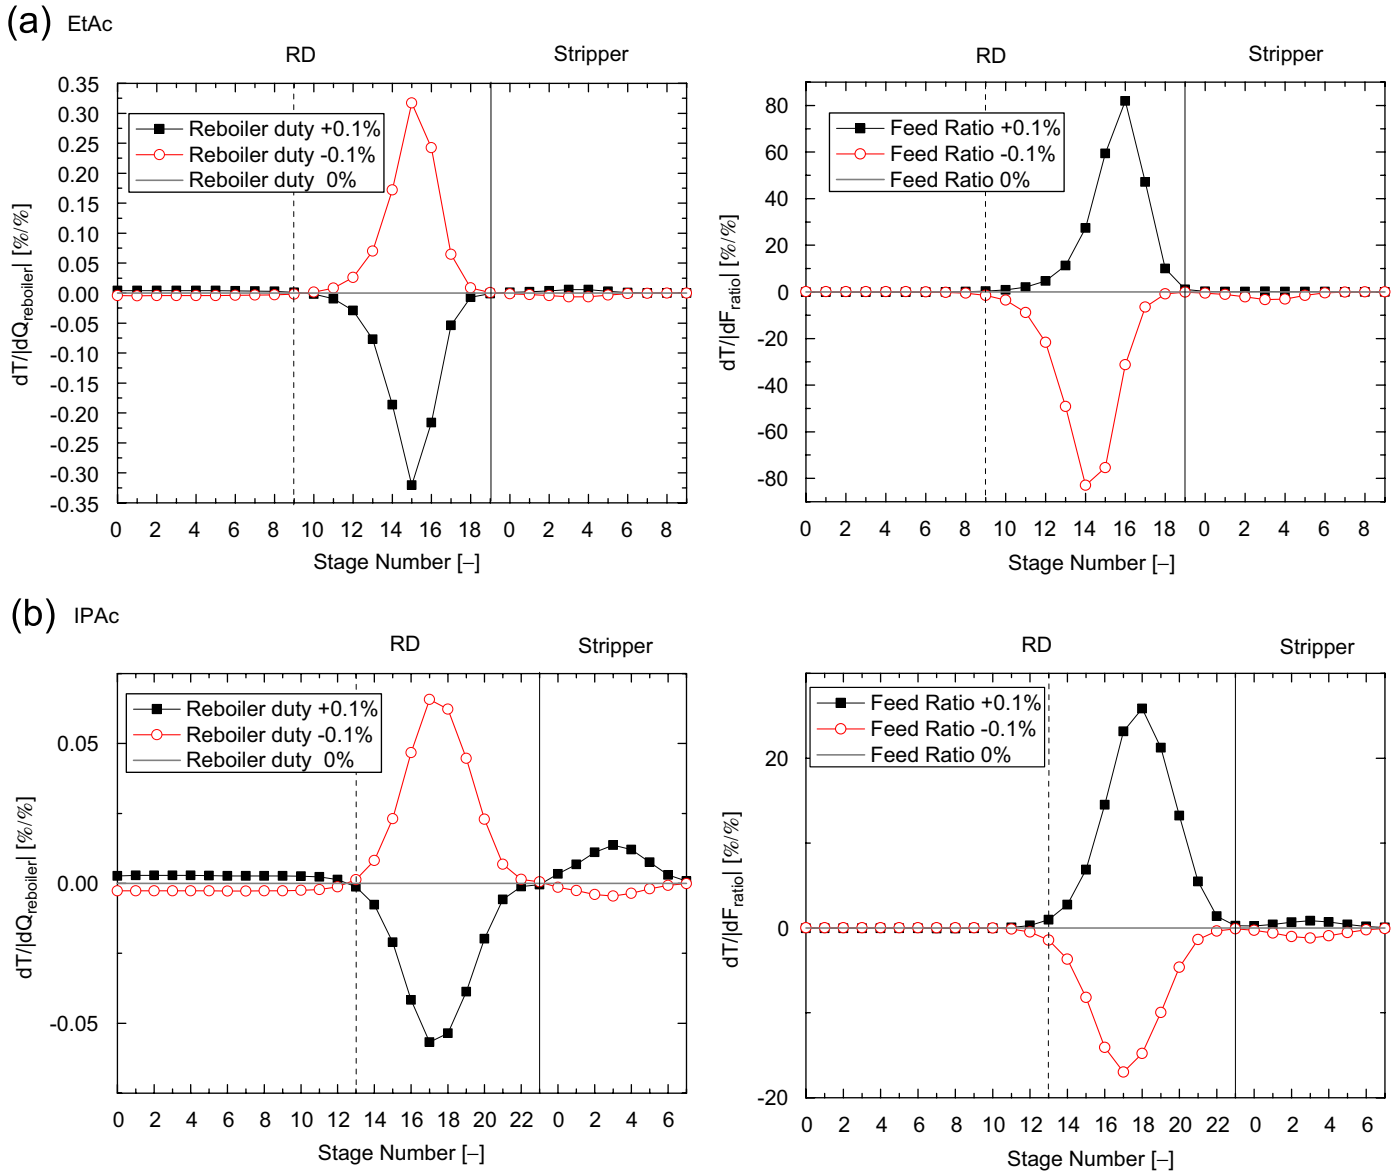 (a) EtAc
RD Stripper
0.35
0.30
0.25
0.20
0.15
0.10
0.05
0.00
-0.05
-0.10
-0.15
-0.20
-0.25
-0.30
-0.35
dT/|dQreboiler| [%/%]
Reboiler duty +0.1%
Reboiler duty -0.1%
Reboiler duty 0%
0 2 4 6 8 10 12 14 16 18 0 2 4 6 8
Stage Number [–]
RD Stripper
80
60
40
20
0
-20
-40
-60
-80
dT/|dFratio| [%/%]
Feed Ratio +0.1%
Feed Ratio -0.1%
Feed Ratio 0%
0 2 4 6 8 10 12 14 16 18 0 2 4 6 8
Stage Number [–]
(b) IPAc
RD Stripper
0.05
0.00
-0.05
dT/|dQreboiler| [%/%]
Reboiler duty +0.1%
Reboiler duty -0.1%
Reboiler duty 0%
0 2 4 6 8 10 12 14 16 18 20 22 0 2 4 6
Stage Number [–]
RD Stripper
20
0
-20
dT/|dFratio| [%/%]
Feed Ratio +0.1%
Feed Ratio -0.1%
Feed Ratio 0%
0 2 4 6 8 10 12 14 16 18 20 22 0 2 4 6
Stage Number [–]